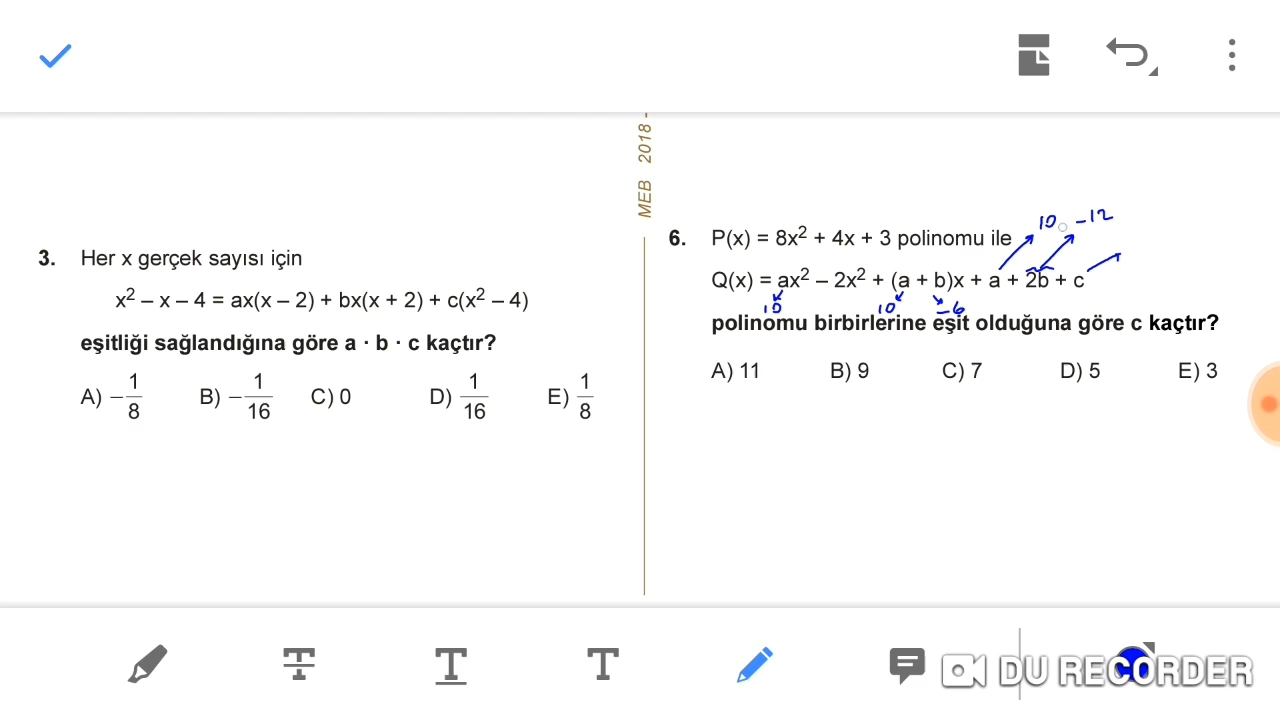 MEB 2018 -
3. Her x gerçek sayısı için
x² – x – 4 = ax(x – 2) + bx(x + 2) + c(x² – 4)
eşitliği sağlandığına göre a · b · c kaçtır?
A) –1/8 B) –1/16 C) 0 D) 1/16 E) 1/8
10 -12
6. P(x) = 8x² + 4x + 3 polinomu ile
Q(x) = ax² – 2x² + (a + b)x + a + 2b + c
10 10 -6
polinomu birbirlerine eşit olduğuna göre c kaçtır?
A) 11 B) 9 C) 7 D) 5 E) 3
T T T
DU RECORDER